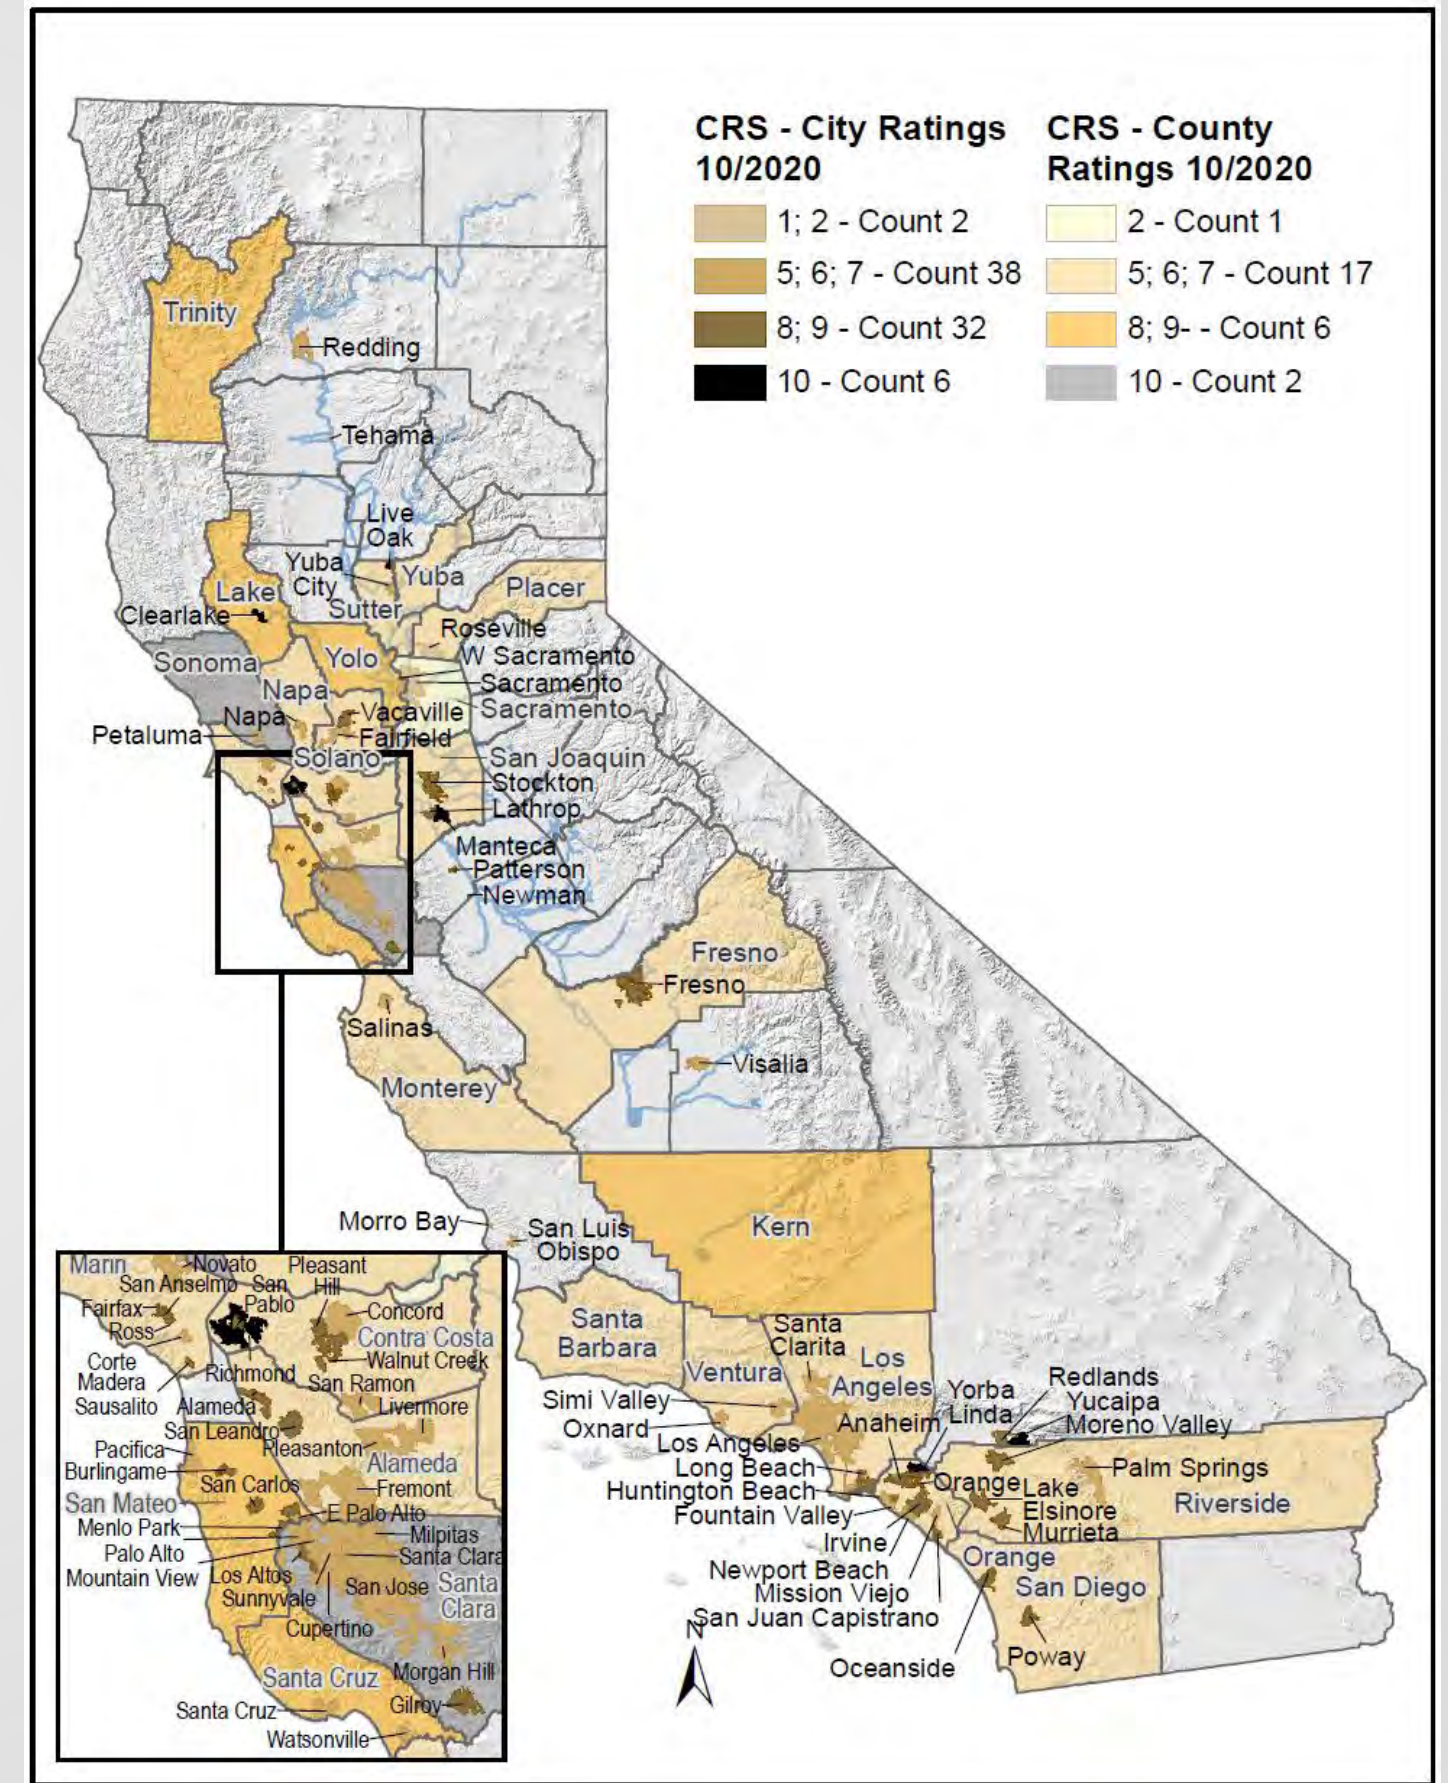 CRS - City Ratings
10/2020
1; 2 - Count 2
5; 6; 7 - Count 38
8; 9 - Count 32
10 - Count 6
CRS - County
Ratings 10/2020
2 - Count 1
5; 6; 7 - Count 17
8; 9- - Count 6
10 - Count 2
Trinity
Redding
Tehama
Live
Oak
Yuba
City
Yuba
Placer
Lake
Sutter
Clearlake
Roseville
Sonoma
Yolo
W Sacramento
Sacramento
Napa
Sacramento
Napa
Vacaville
Petaluma
Fairfield
Solano
San Joaquin
Stockton
Lathrop
Manteca
Patterson
Newman
Fresno
Fresno
Salinas
Visalia
Monterey
Morro Bay
San Luis
Obispo
Kern
Santa
Barbara
Ventura
Santa
Clarita
Los
Angeles
Simi Valley
Oxnard
Los Angeles
Anaheim
Yorba
Linda
Redlands
Yucaipa
Moreno Valley
Long Beach
Huntington Beach
Fountain Valley
Orange
Palm Springs
Lake
Elsinore
Riverside
Murrieta
Irvine
Newport Beach
Mission Viejo
San Juan Capistrano
Orange
San Diego
Oceanside
Poway
N
Marin
Novato
Pleasant
Hill
San Anselmo
San
Pablo
Fairfax
Ross
Concord
Contra Costa
Corte
Madera
Richmond
Walnut Creek
San Ramon
Sausalito
Alameda
Livermore
San Leandro
Pleasanton
Pacifica
Burlingame
Alameda
San Carlos
Fremont
San Mateo
E Palo Alto
Menlo Park
Milpitas
Palo Alto
Santa Clara
Mountain View
Los Altos
San Jose
Santa
Clara
Sunnyvale
Cupertino
Santa Cruz
Morgan Hill
Santa Cruz
Gilroy
Watsonville